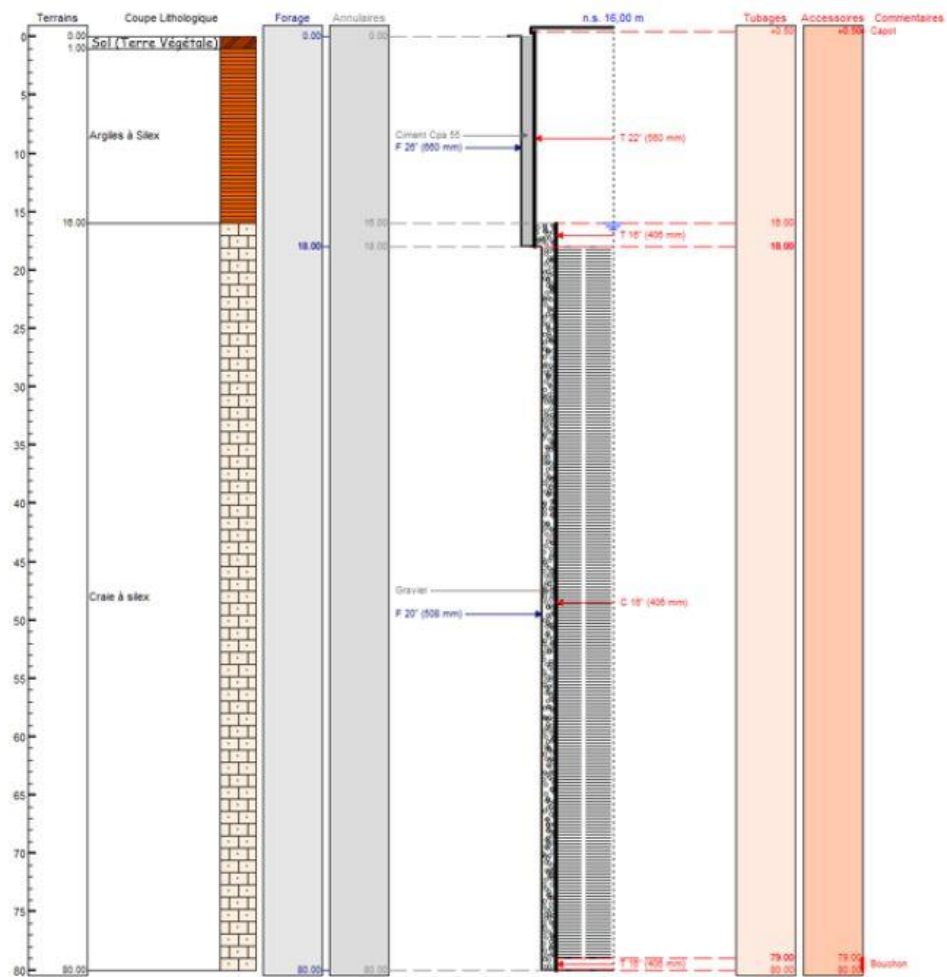 Terrains Coupe Lithologique Forage Annulaires n.s. 16,00 m Tubages Accessoires Commentaires
+0.50 +0.50 Capot
0 0.00 Sol (Terre Végétale) 0.00 0.00
1.00
5
Argiles à Silex Ciment Cpa 55 T 22" (560 mm)
F 26" (660 mm)
10
15
16.00 16.00 16.00
T 16" (406 mm)
18.00 18.00 18.00
20
25
30
35
40
45
Craie à silex Gravier C 16" (406 mm)
F 20" (508 mm)
50
55
60
65
70
75
79.00 79.00
T 16" (406 mm) Bouchon
80 80.00 80.00 80.00 80.00 80.00